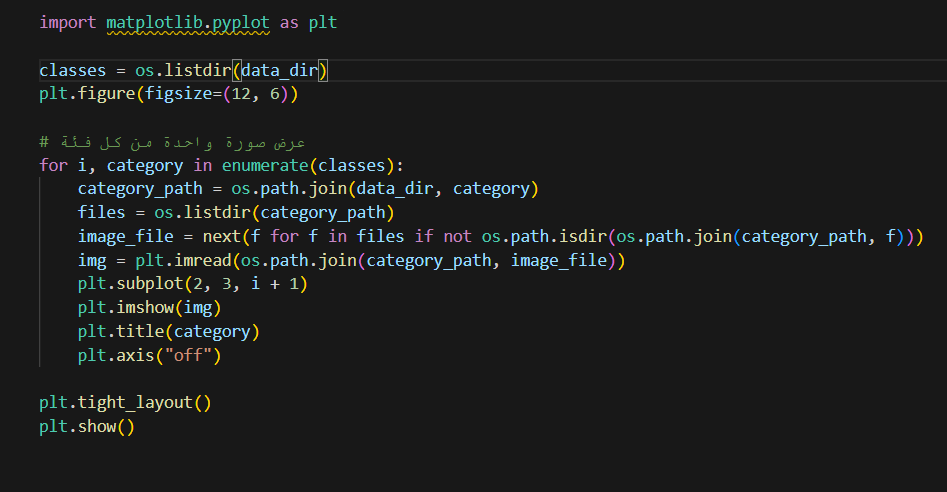 import matplotlib.pyplot as plt
classes = os.listdir(data_dir)
plt.figure(figsize=(12, 6))
# عرض صورة واحدة من كل فئة
for i, category in enumerate(classes):
    category_path = os.path.join(data_dir, category)
    files = os.listdir(category_path)
    image_file = next(f for f in files if not os.path.isdir(os.path.join(category_path, f)))
    img = plt.imread(os.path.join(category_path, image_file))
    plt.subplot(2, 3, i + 1)
    plt.imshow(img)
    plt.title(category)
    plt.axis("off")
plt.tight_layout()
plt.show()